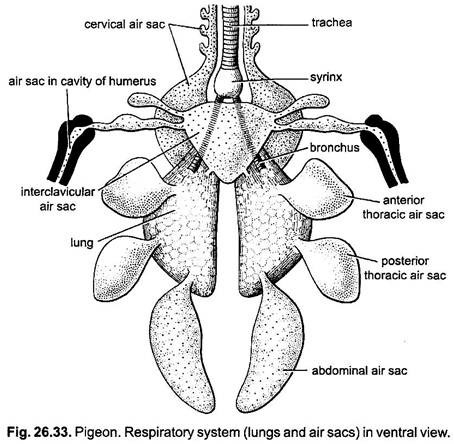 cervical air sac
trachea
air sac in cavity of humerus
syrinx
bronchus
interclavicular
air sac
anterior
thoracic air sac
lung
posterior
thoracic air sac
abdominal air sac
Fig. 26.33. Pigeon. Respiratory system (lungs and air sacs) in ventral view.